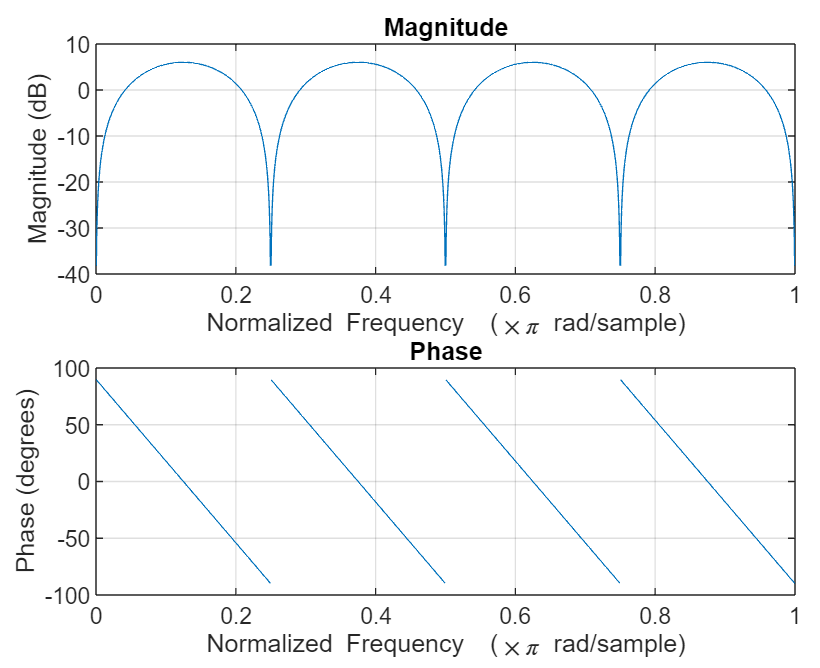 Magnitude
Magnitude (dB)
10
0
-10
-20
-30
-40
0 0.2 0.4 0.6 0.8 1
Normalized Frequency (×π rad/sample)
Phase
Phase (degrees)
100
50
0
-50
-100
0 0.2 0.4 0.6 0.8 1
Normalized Frequency (×π rad/sample)